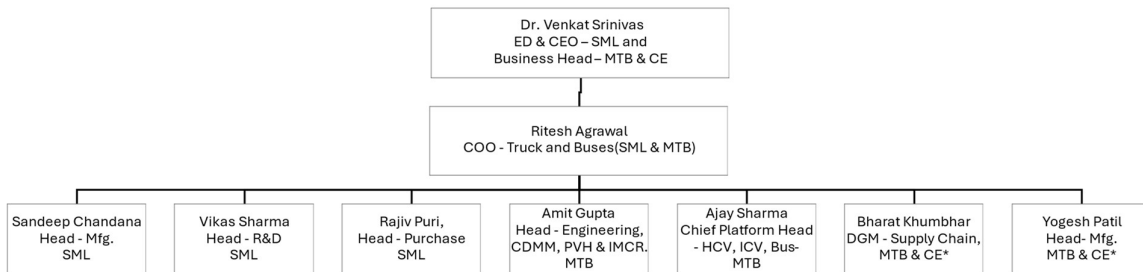 Dr. Venkat Srinivas
ED & CEO – SML and
Business Head – MTB & CE
Ritesh Agrawal
COO - Truck and Buses(SML & MTB)
Sandeep Chandana
Head - Mfg.
SML
Vikas Sharma
Head - R&D
SML
Rajiv Puri,
Head - Purchase
SML
Amit Gupta
Head - Engineering,
CDMM, PVH & IMCR.
MTB
Ajay Sharma
Chief Platform Head
- HCV, ICV, Bus-
MTB
Bharat Khumbhar
DGM - Supply Chain,
MTB & CE*
Yogesh Patil
Head- Mfg.
MTB & CE*